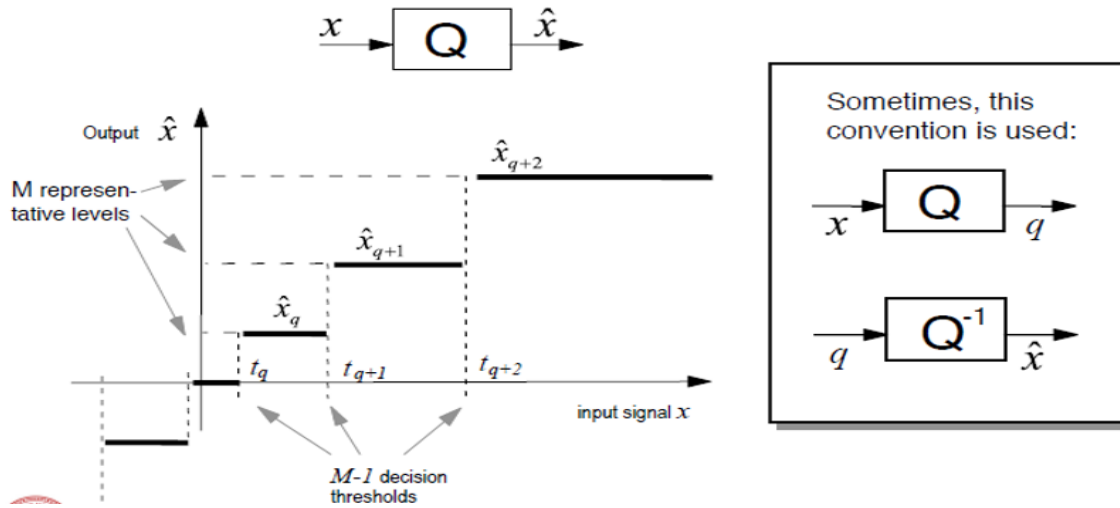 x Q x̂
Output x̂
M represen-
tative levels
x̂q+2
x̂q+1
x̂q
tq tq+1 tq+2
input signal x
M-1 decision
thresholds
Sometimes, this
convention is used:
x Q q
q Q⁻¹ x̂